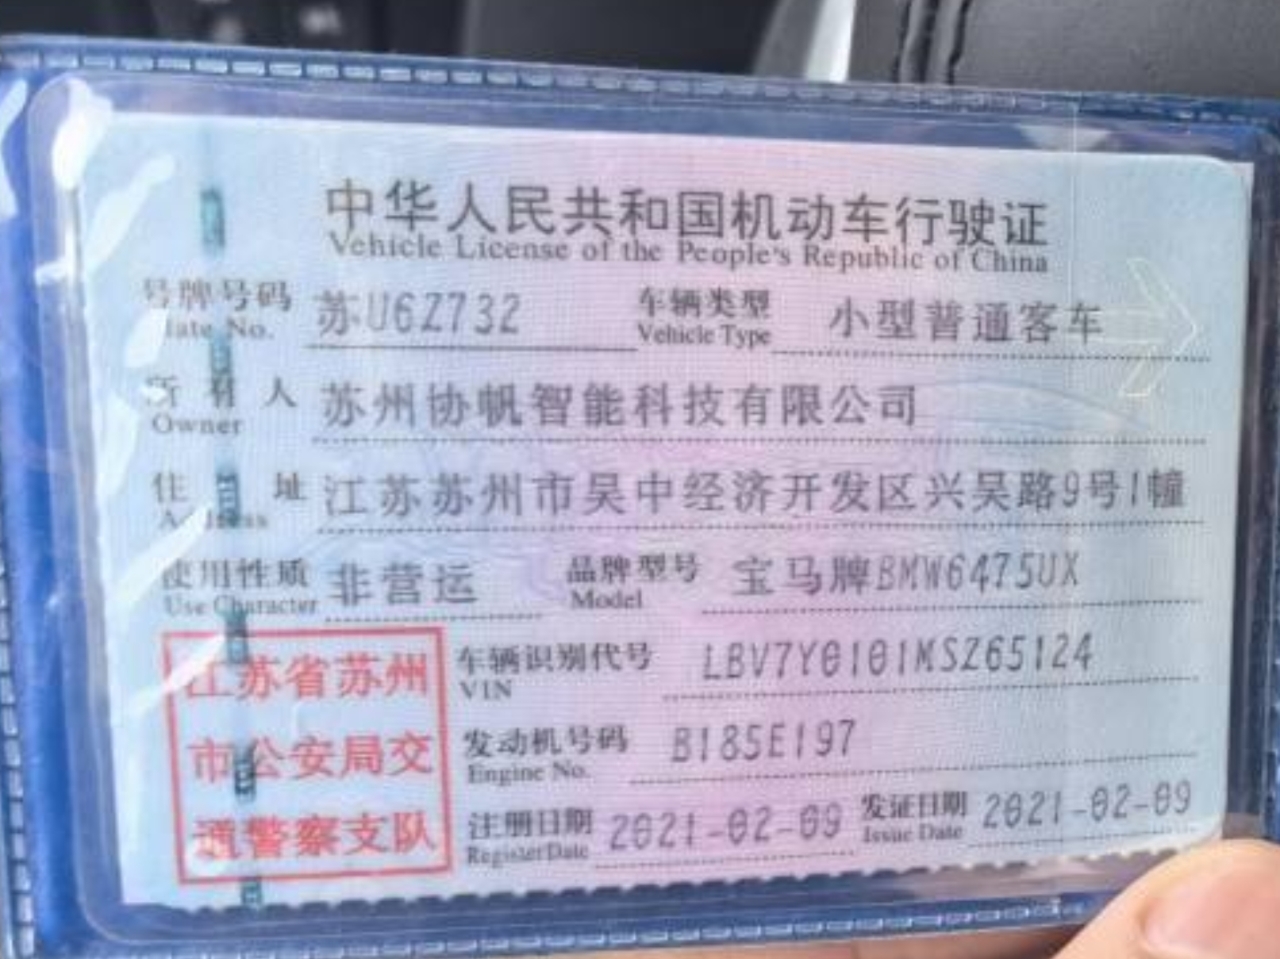 中华人民共和国机动车行驶证
Vehicle License of the People's Republic of China
号牌号码 苏U6Z732 车辆类型 小型普通客车
Plate No. Vehicle Type
所有人 苏州协帆智能科技有限公司
Owner
住址 江苏苏州市吴中经济开发区兴吴路9号1幢
Address
使用性质 非营运 品牌型号 宝马牌BMW6475UX
Use Character Model
江苏省苏州
市公安局交
通警察支队
车辆识别代号 LBV7Y0101MSZ65124
VIN
发动机号码 B185E197
Engine No.
注册日期 2021-02-09 发证日期 2021-02-09
Register Date Issue Date